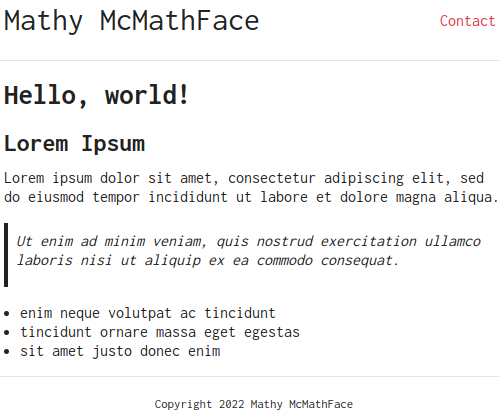 Mathy McMathFace
Contact
Hello, world!
Lorem Ipsum
Lorem ipsum dolor sit amet, consectetur adipiscing elit, sed
do eiusmod tempor incididunt ut labore et dolore magna aliqua.
Ut enim ad minim veniam, quis nostrud exercitation ullamco
laboris nisi ut aliquip ex ea commodo consequat.
• enim neque volutpat ac tincidunt
• tincidunt ornare massa eget egestas
• sit amet justo donec enim
Copyright 2022 Mathy McMathFace